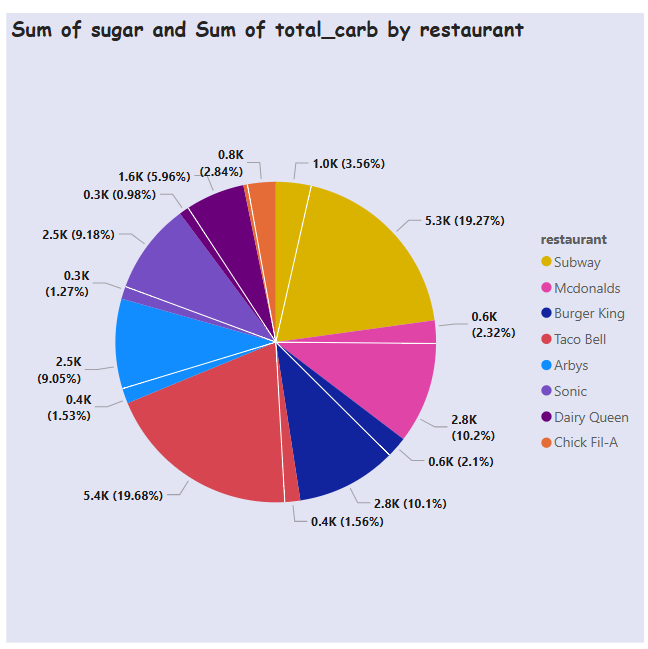 Sum of sugar and Sum of total_carb by restaurant
0.8K
(2.84%)
1.0K (3.56%)
1.6K (5.96%)
0.3K (0.98%)
5.3K (19.27%)
2.5K (9.18%)
restaurant
Subway
Mcdonalds
Burger King
Taco Bell
Arbys
Sonic
Dairy Queen
Chick Fil-A
0.3K
(1.27%)
0.6K
(2.32%)
2.5K
(9.05%)
0.4K
(1.53%)
2.8K
(10.2%)
0.6K (2.1%)
5.4K (19.68%)
2.8K (10.1%)
0.4K (1.56%)